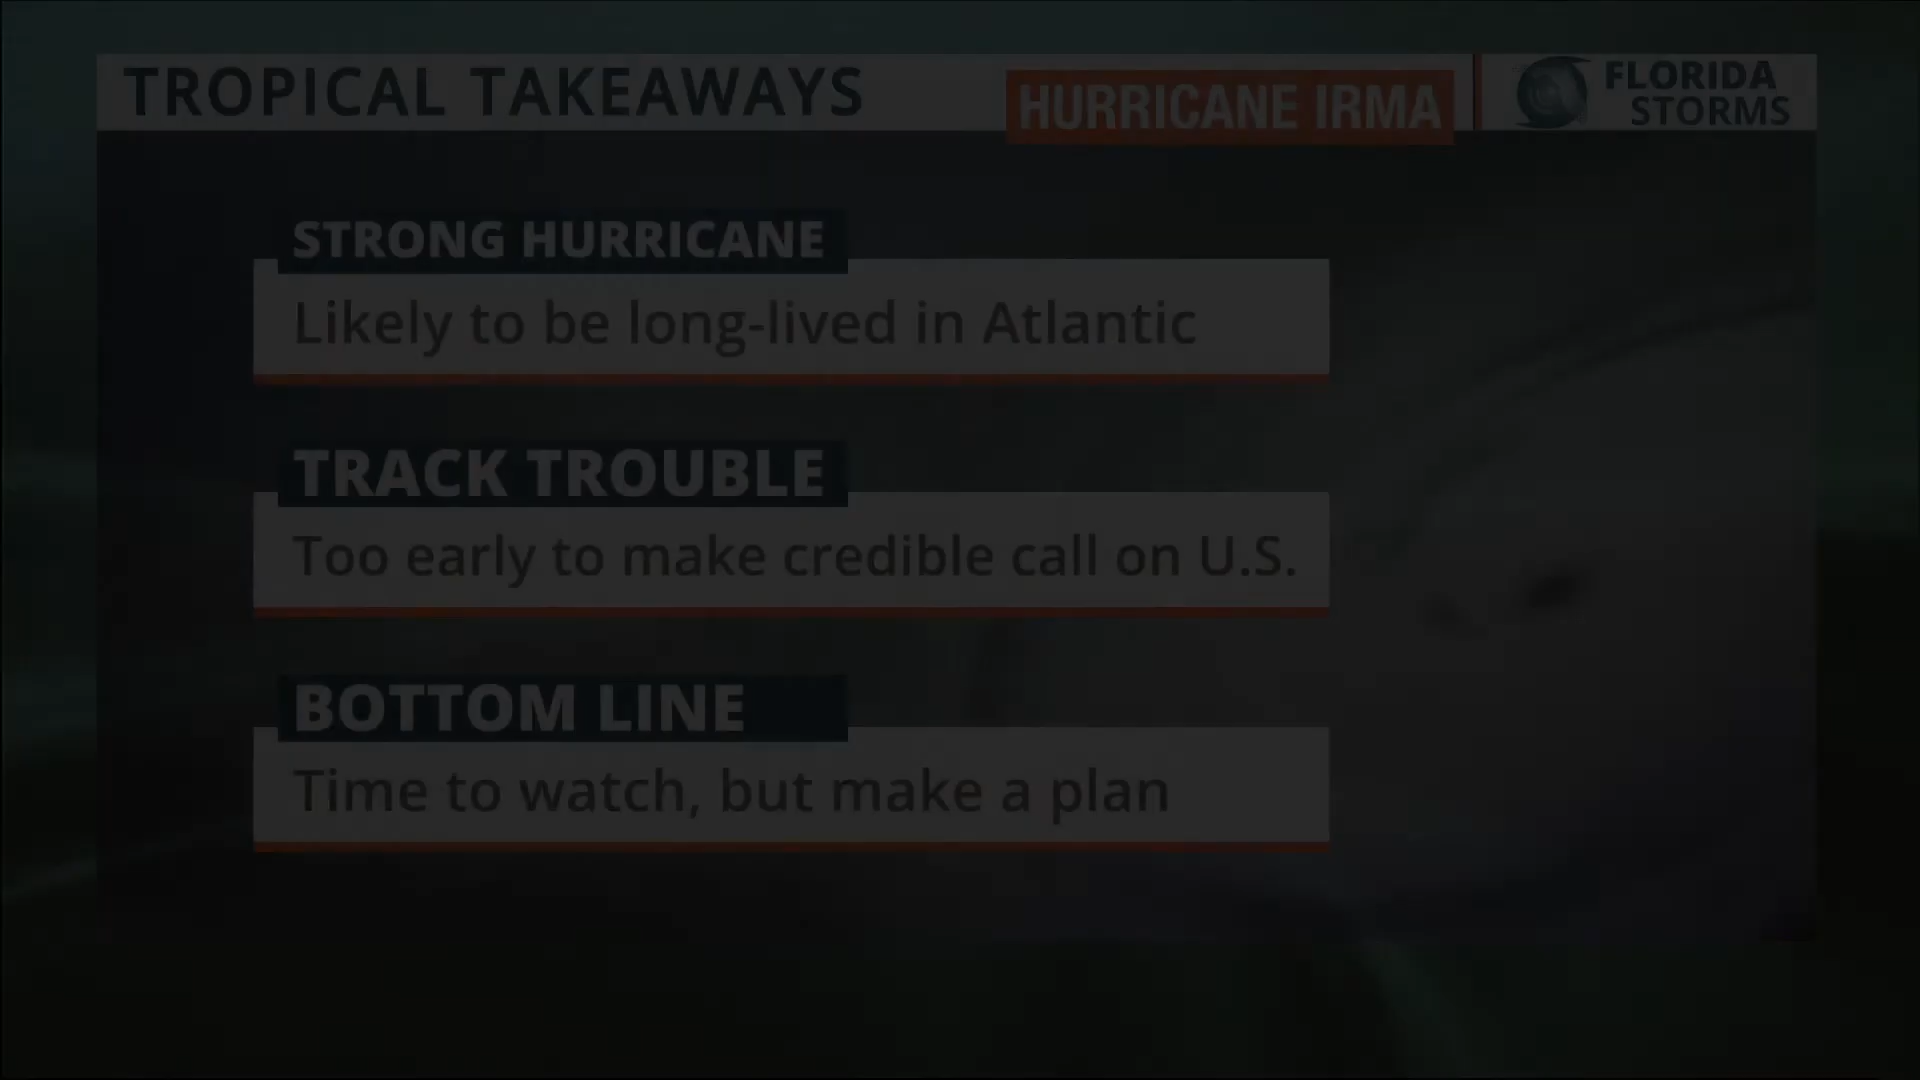 TROPICAL TAKEAWAYS
HURRICANE IRMA
FLORIDA
STORMS
STRONG HURRICANE
Likely to be long-lived in Atlantic
TRACK TROUBLE
Too early to make credible call on U.S.
BOTTOM LINE
Time to watch, but make a plan